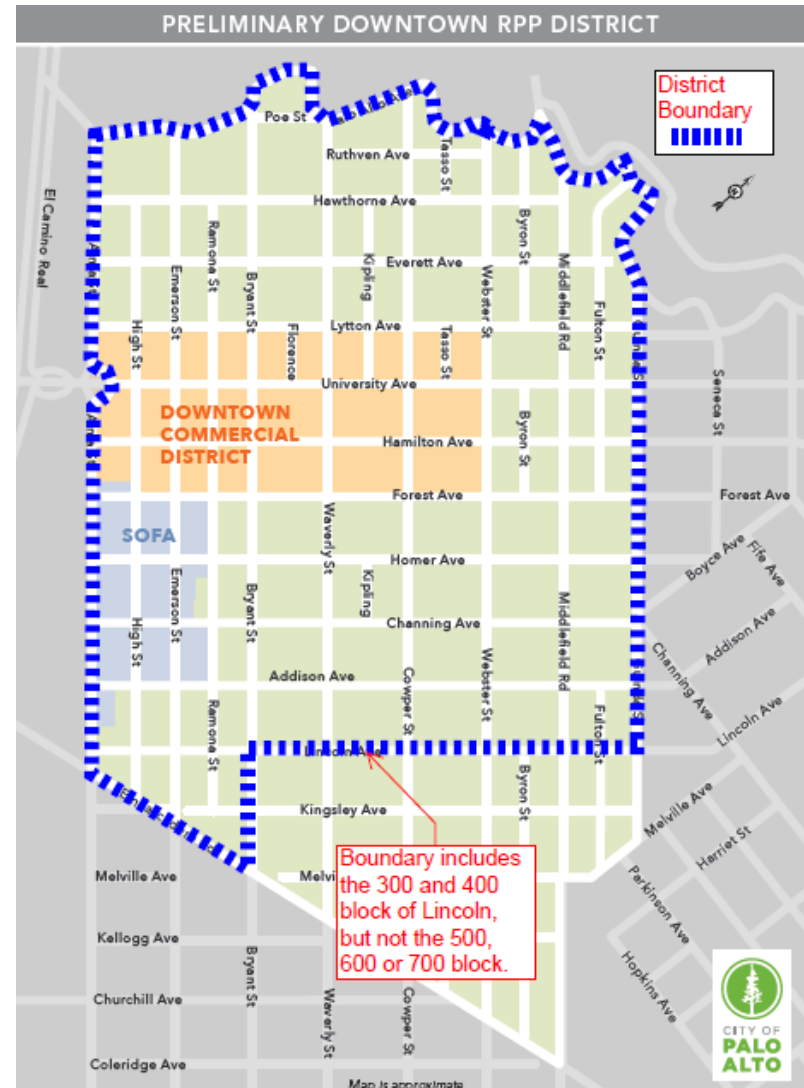 PRELIMINARY DOWNTOWN RPP DISTRICT
District
Boundary
Poe St
Palo Alto Ave
Ruthven Ave
Tasso St
Hawthorne Ave
El Camino Real
Ramona St
Byron St
Emerson St
Bryant St
Kipling
Everett Ave
Webster St
Middlefield Rd
Fulton St
High St
Florence
Lytton Ave
Tasso St
University Ave
Seneca St
DOWNTOWN
COMMERCIAL
DISTRICT
Hamilton Ave
Byron St
Forest Ave
Forest Ave
SOFA
Waverly St
Homer Ave
Boyce Ave
Fife Ave
Emerson St
High St
Bryant St
Kipling
Channing Ave
Middlefield Rd
Addison Ave
Channing Ave
Addison Ave
Cowper St
Webster St
Ramona St
Fulton St
Lincoln Ave
Lincoln Ave
Byron St
Kingsley Ave
Melville Ave
Harriet St
Boundary includes
the 300 and 400
block of Lincoln,
but not the 500,
600 or 700 block.
Melville Ave
Melvi
Parkinson Ave
Kellogg Ave
Bryant St
Hopkins Ave
Churchill Ave
Waverly St
Cowper St
Coleridge Ave
Map is approximate
CITY OF
PALO
ALTO